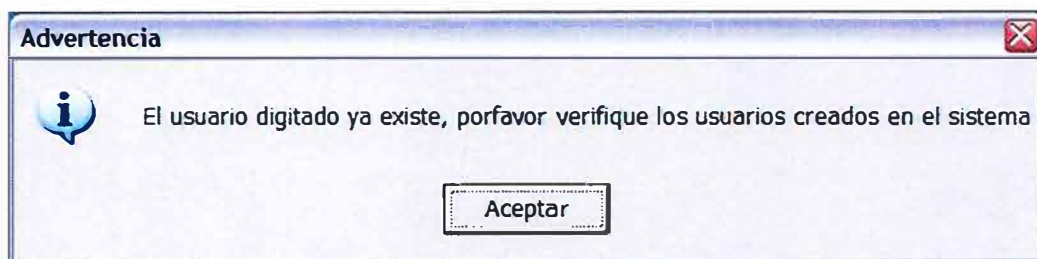 Advertencia
El usuario digitado ya existe, porfavor verifique los usuarios creados en el sistema
Aceptar